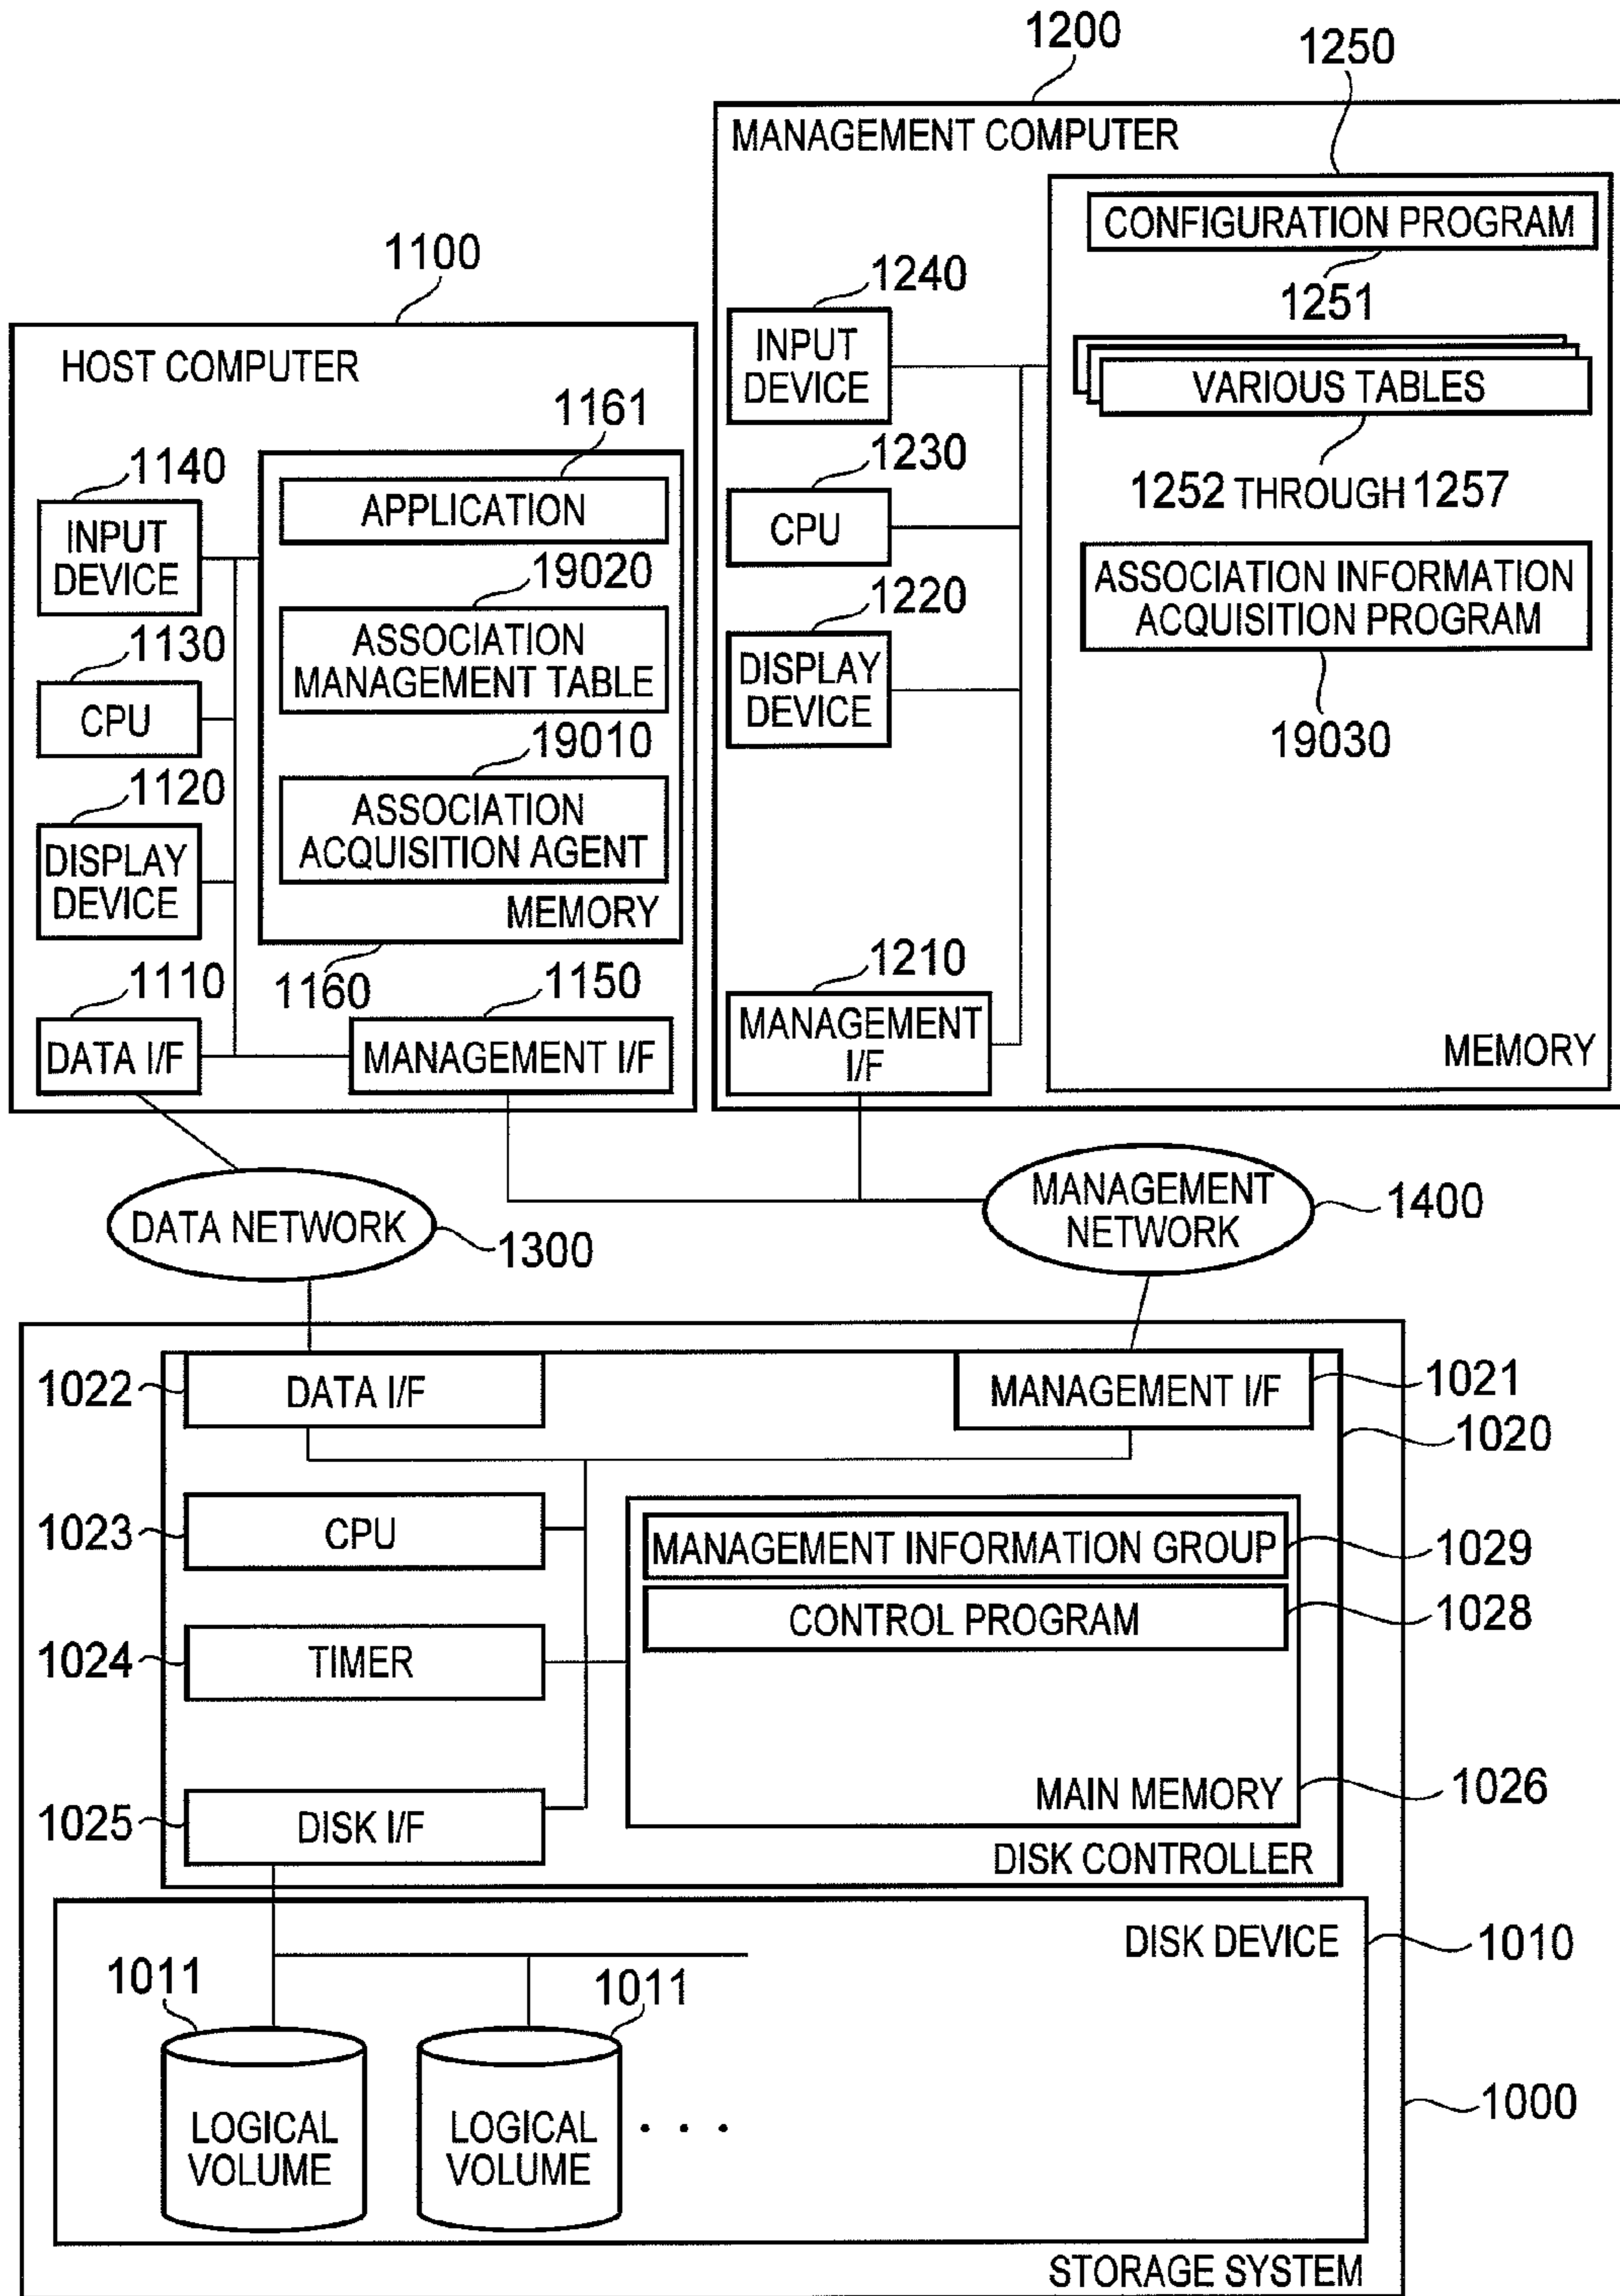 1200
1250
MANAGEMENT COMPUTER
CONFIGURATION PROGRAM
1251
1240
INPUT
DEVICE
VARIOUS TABLES
1252 THROUGH 1257
1230
CPU
ASSOCIATION INFORMATION
ACQUISITION PROGRAM
19030
1220
DISPLAY
DEVICE
1210
MANAGEMENT
I/F
MEMORY
1100
HOST COMPUTER
1161
APPLICATION
1140
INPUT
DEVICE
19020
ASSOCIATION
MANAGEMENT TABLE
1130
CPU
19010
ASSOCIATION
ACQUISITION AGENT
1120
DISPLAY
DEVICE
MEMORY
1160
1110
DATA I/F
1150
MANAGEMENT I/F
DATA NETWORK
1300
MANAGEMENT
NETWORK
1400
1022
DATA I/F
MANAGEMENT I/F
1021
1020
1023
CPU
MANAGEMENT INFORMATION GROUP
1029
CONTROL PROGRAM
1028
1024
TIMER
MAIN MEMORY
1026
1025
DISK I/F
DISK CONTROLLER
DISK DEVICE
1010
1011
1011
LOGICAL
VOLUME
LOGICAL
VOLUME
. . .
1000
STORAGE SYSTEM